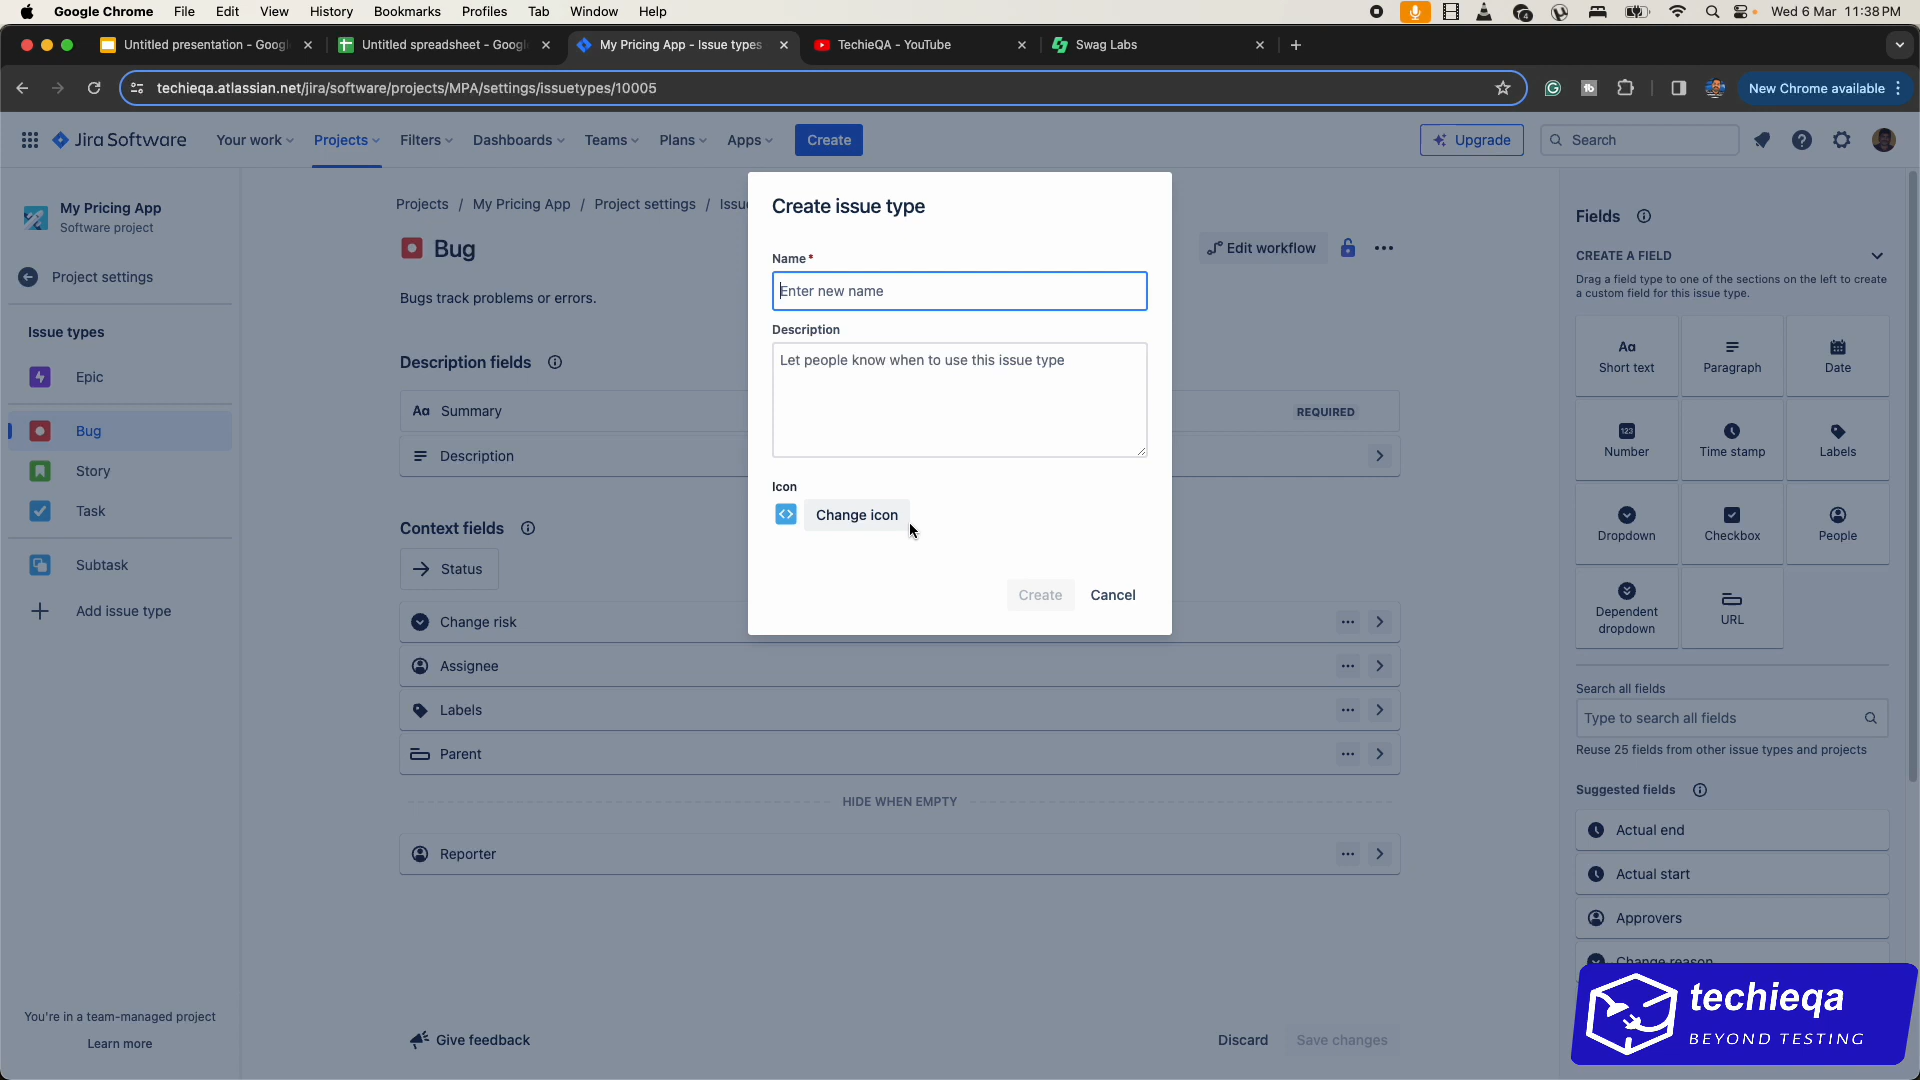 Google Chrome File Edit View History Bookmarks Profiles Tab Window Help Wed 6 Mar 11:38 PM
Untitled presentation - Googl Untitled spreadsheet - Googl My Pricing App - Issue types TechieQA - YouTube Swag Labs
techieqa.atlassian.net/jira/software/projects/MPA/settings/issuetypes/10005 New Chrome available
Jira Software Your work Projects Filters Dashboards Teams Plans Apps Create Upgrade Search
My Pricing App
Software project
Project settings
Issue types
Epic
Bug
Story
Task
Subtask
Add issue type
You're in a team-managed project
Learn more
Projects / My Pricing App / Project settings / Issu
Bug
Edit workflow
Bugs track problems or errors.
Description fields
Aa Summary REQUIRED
Description
Context fields
Status
Change risk
Assignee
Labels
Parent
HIDE WHEN EMPTY
Reporter
Give feedback
Discard Save changes
Create issue type
Name *
Enter new name
Description
Let people know when to use this issue type
Icon
Change icon
Create Cancel
Fields
CREATE A FIELD
Drag a field type to one of the sections on the left to create
a custom field for this issue type.
Aa
Short text Paragraph Date
123
Number Time stamp Labels
Dropdown Checkbox People
Dependent
dropdown
URL
Search all fields
Type to search all fields
Reuse 25 fields from other issue types and projects
Suggested fields
Actual end
Actual start
Approvers
Change reason
techieqa
BEYOND TESTING